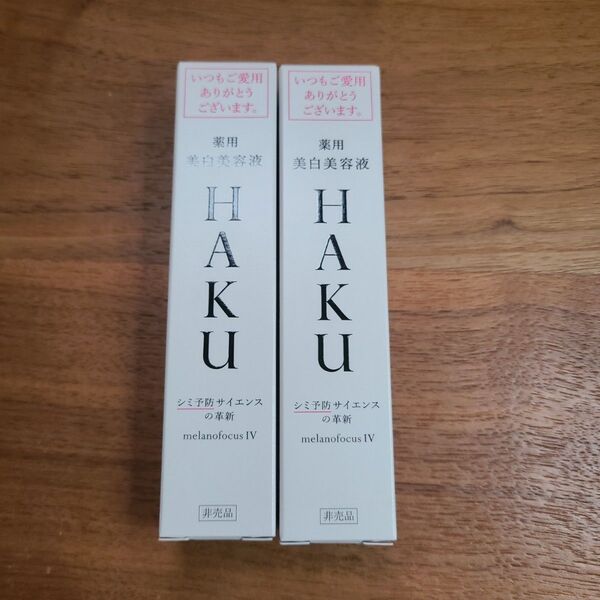 いつもご愛用
ありがとう
ございます。
薬用
美白美容液
HAKU
シミ予防サイエンス
の革新
melanofocus IV
非売品
いつもご愛用
ありがとう
ございます。
薬用
美白美容液
HAKU
シミ予防サイエンス
の革新
melanofocus IV
非売品